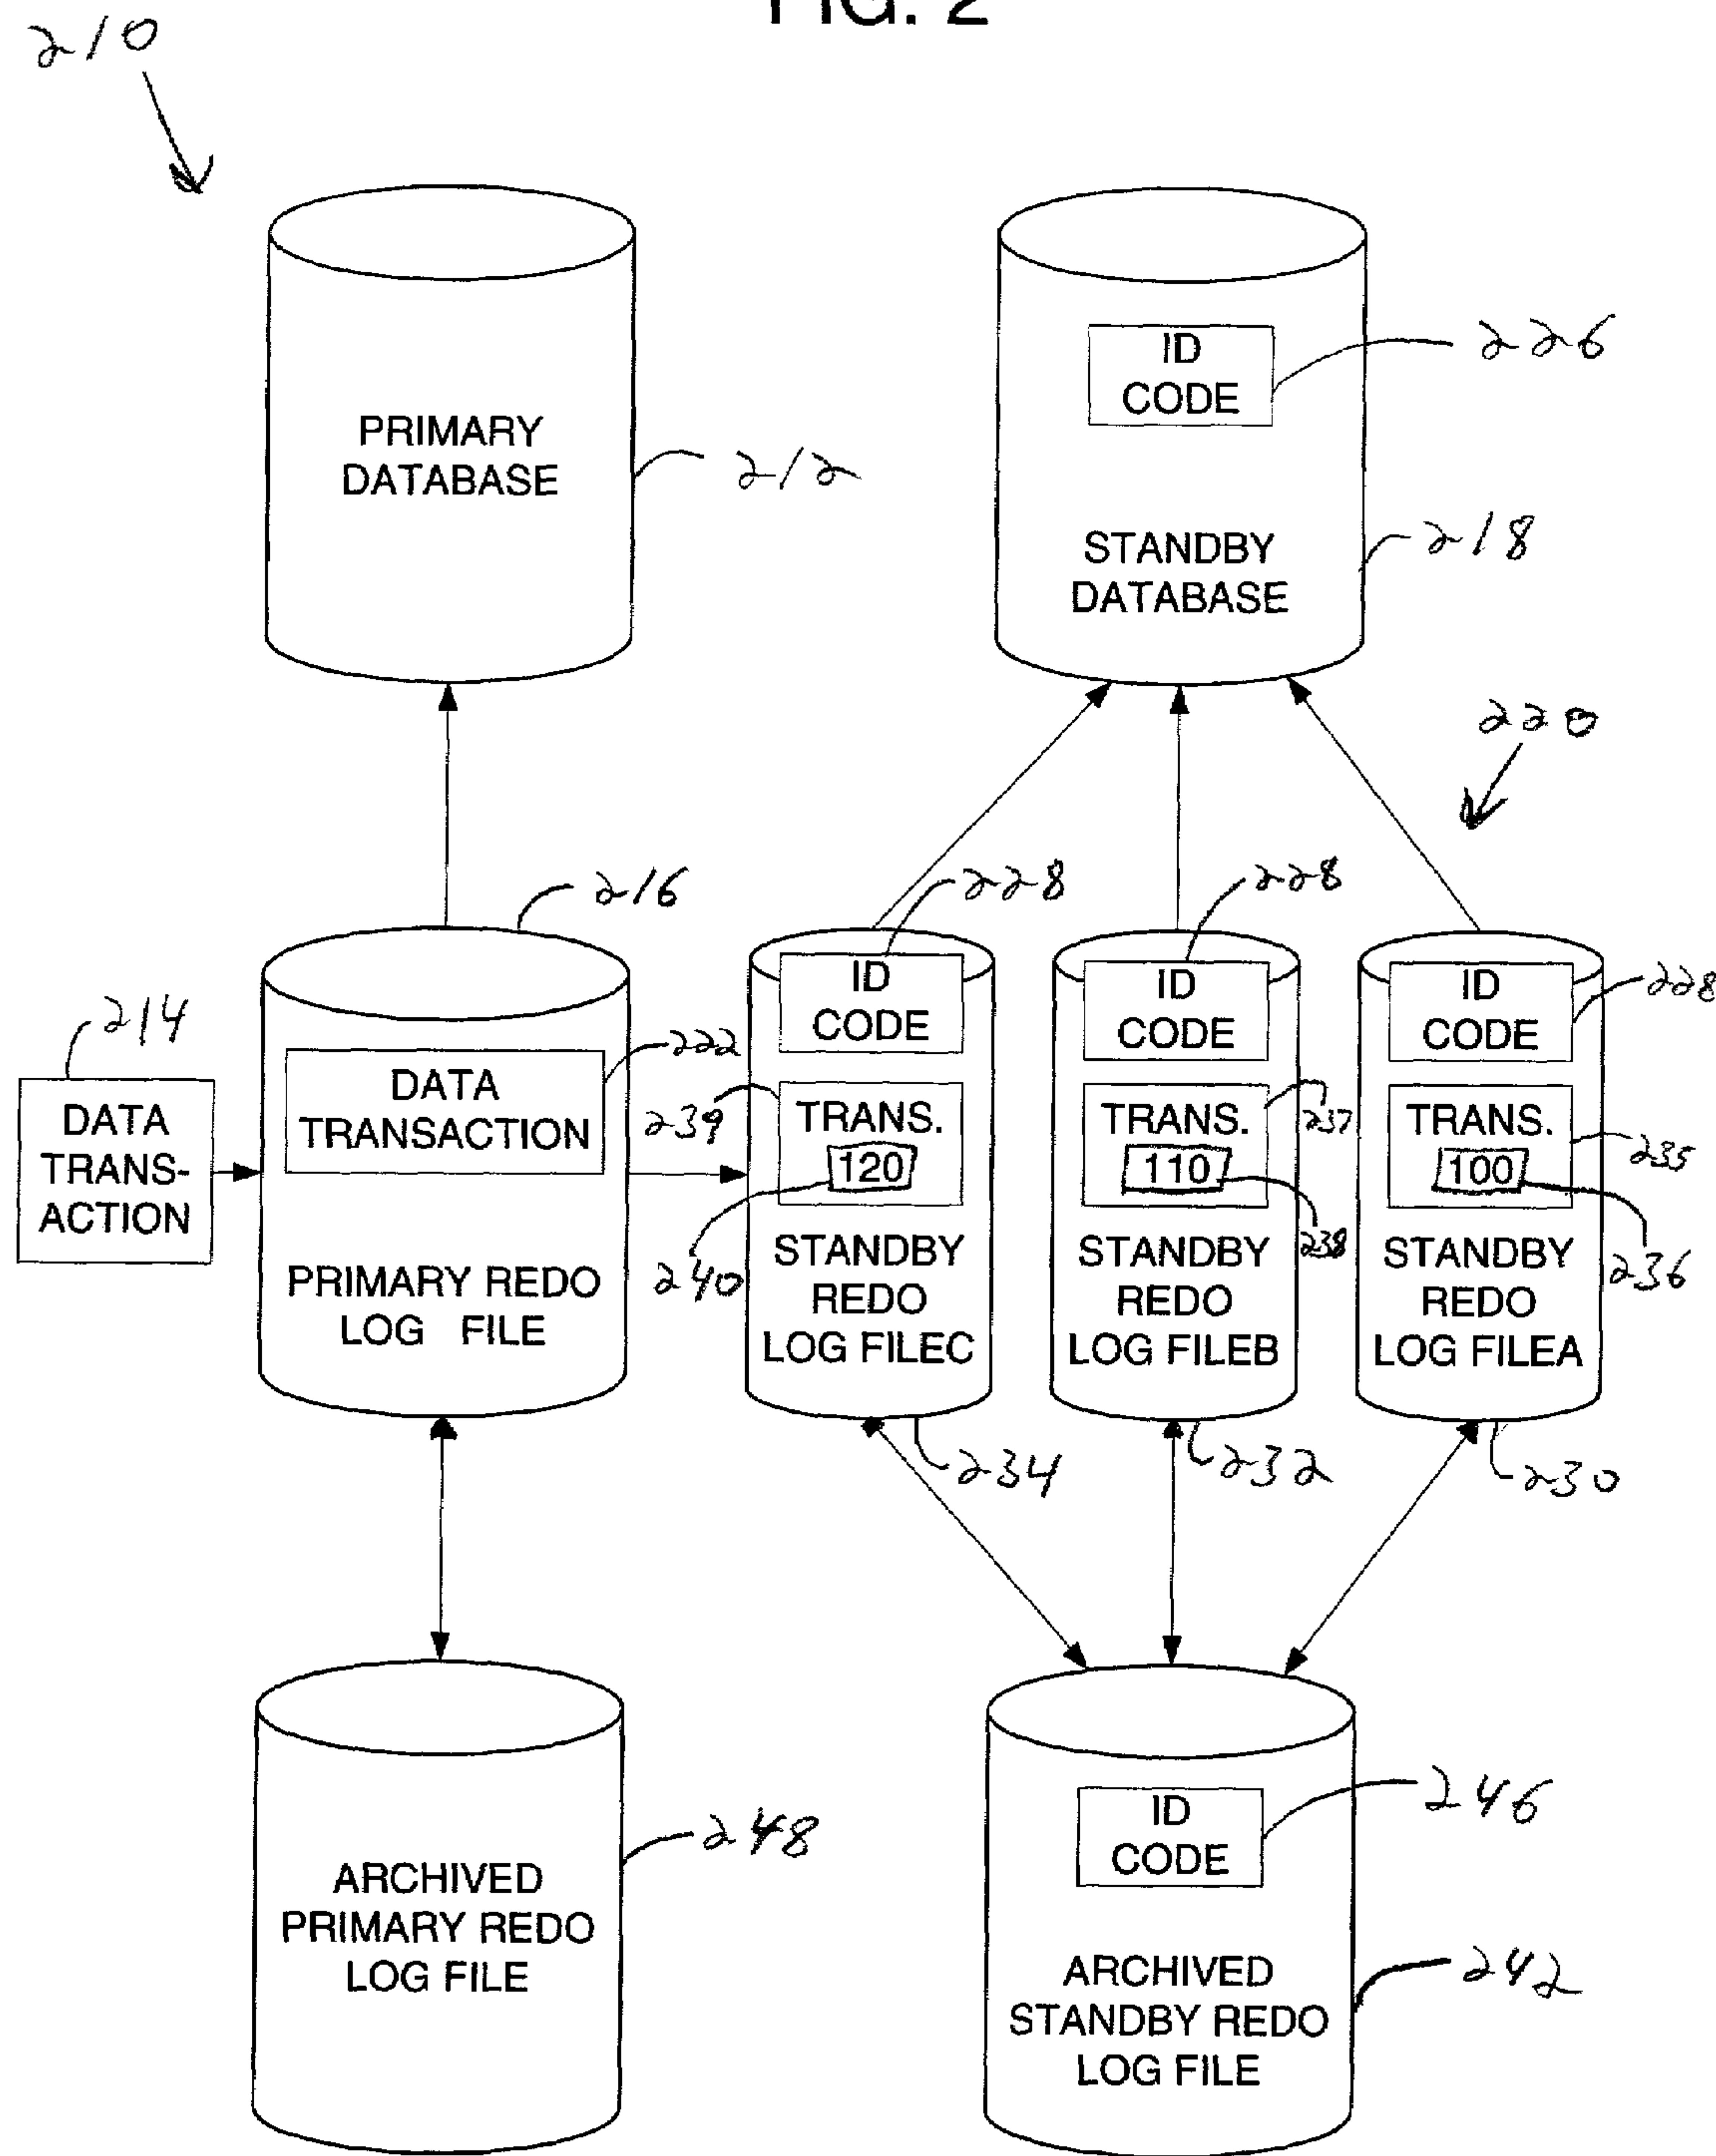 FIG. 2
210
ID
CODE
226
PRIMARY
DATABASE
212
STANDBY
DATABASE
218
220
216
228
228
ID
CODE
ID
CODE
ID
CODE
228
214
DATA
TRANS-
ACTION
222
DATA
TRANSACTION
239
TRANS.
120
237
TRANS.
110
TRANS.
100
235
240
238
236
PRIMARY REDO
LOG FILE
STANDBY
REDO
LOG FILEC
STANDBY
REDO
LOG FILEB
STANDBY
REDO
LOG FILEA
234
232
230
248
ARCHIVED
PRIMARY REDO
LOG FILE
ID
CODE
246
ARCHIVED
STANDBY REDO
LOG FILE
242